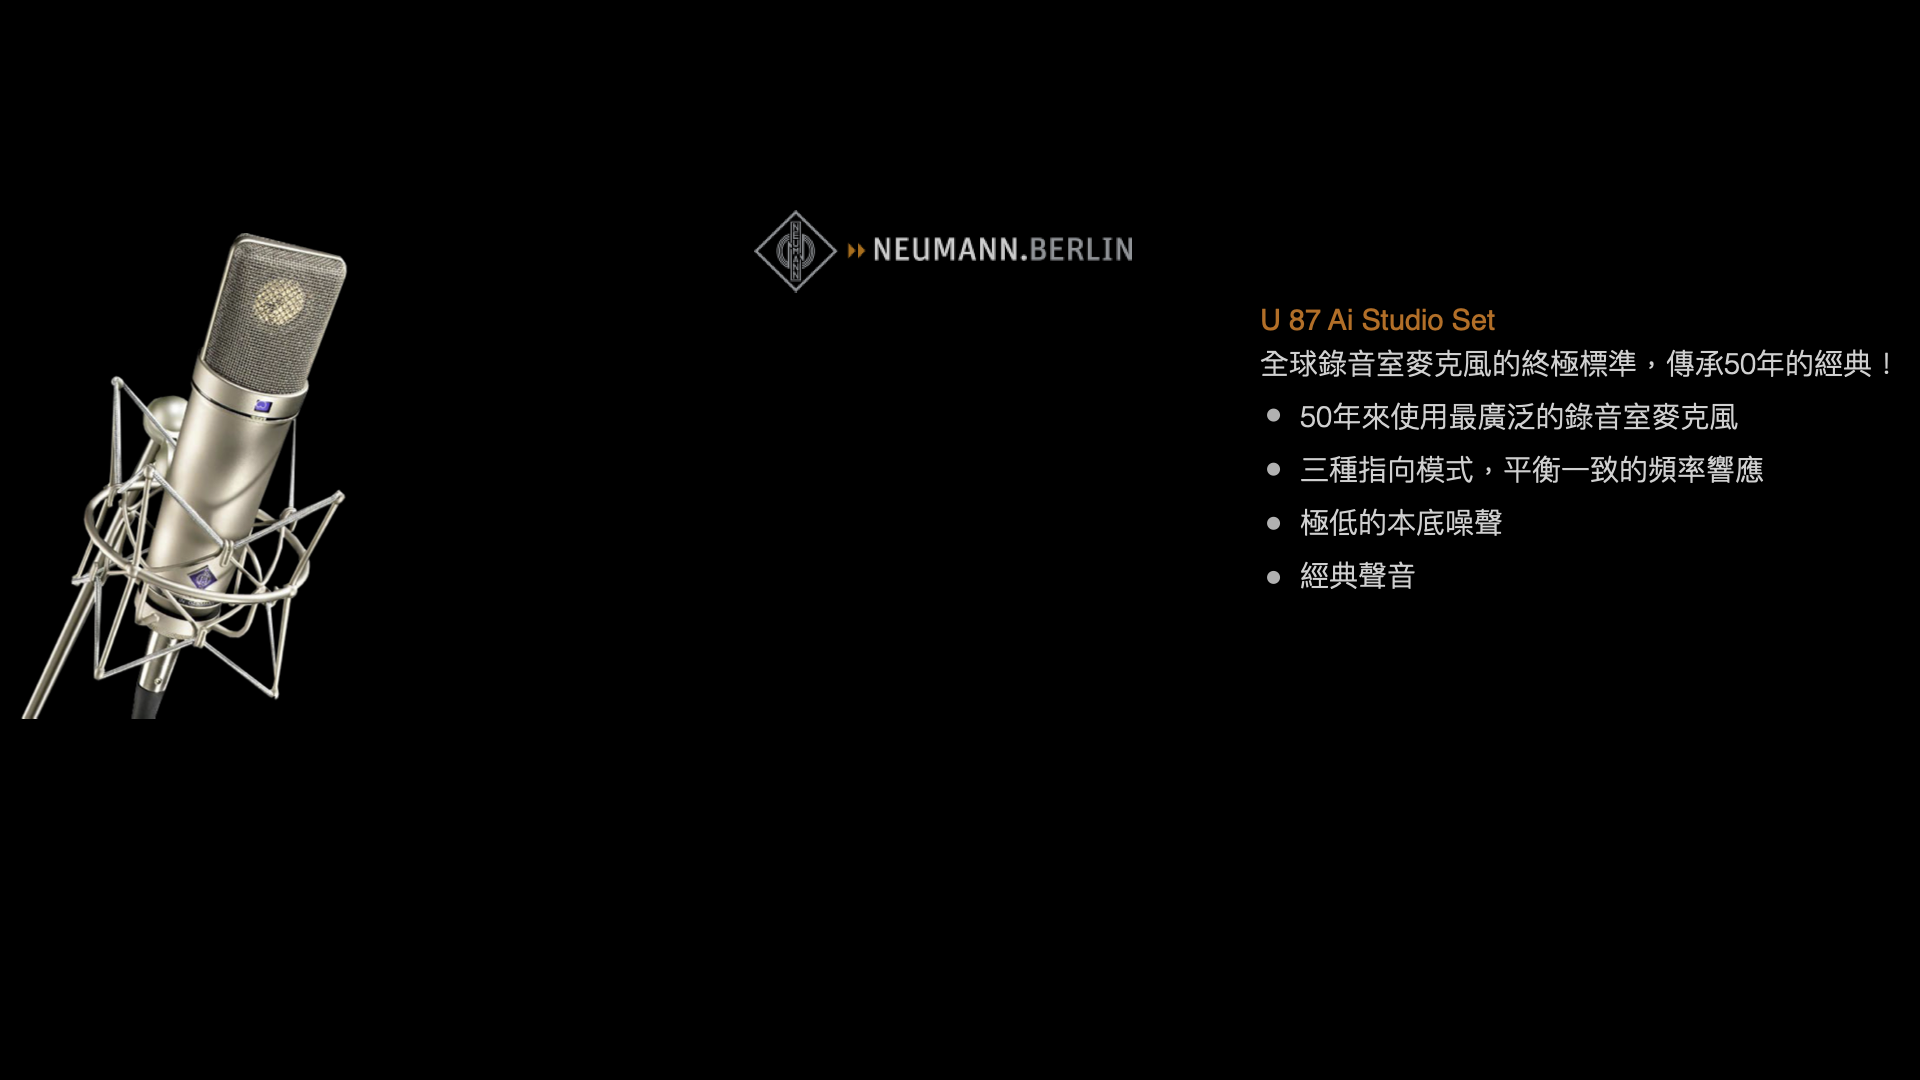 NEUMANN
NEUMANN.BERLIN
U 87 Ai Studio Set
全球錄音室麥克風的終極標準，傳承50年的經典！
50年來使用最廣泛的錄音室麥克風
三種指向模式，平衡一致的頻率響應
極低的本底噪聲
經典聲音